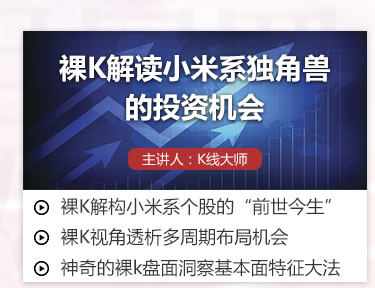 裸K解读小米系独角兽
的投资机会
主讲人：K线大师
裸K解构小米系个股的“前世今生”
裸K视角透析多周期布局机会
神奇的裸k盘面洞察基本面特征大法